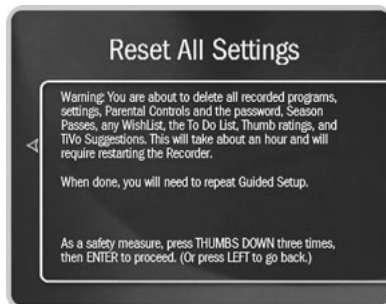 Reset All Settings
Warning: You are about to delete all recorded programs,
settings, Parental Controls and the password, Season
Passes, any WishList, the To Do List, Thumb ratings, and
TiVo Suggestions. This will take about an hour and will
require restarting the Recorder.
When done, you will need to repeat Guided Setup.
As a safety measure, press THUMBS DOWN three times,
then ENTER to proceed. (Or press LEFT to go back.)